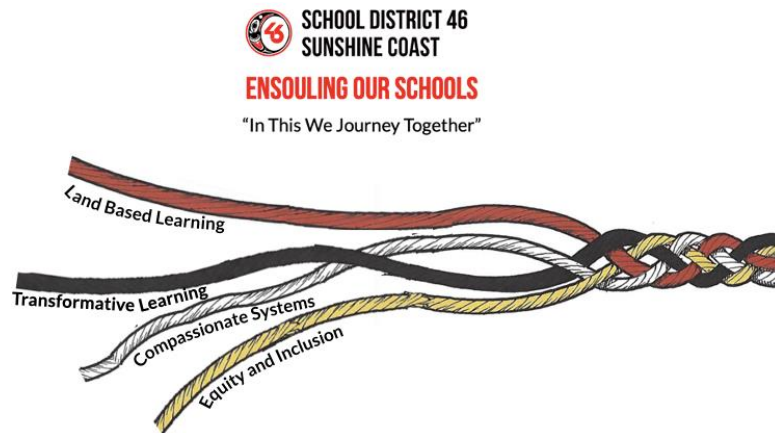 46
SCHOOL DISTRICT 46
SUNSHINE COAST
ENSOULING OUR SCHOOLS
“In This We Journey Together”
Land Based Learning
Transformative Learning
Compassionate Systems
Equity and Inclusion